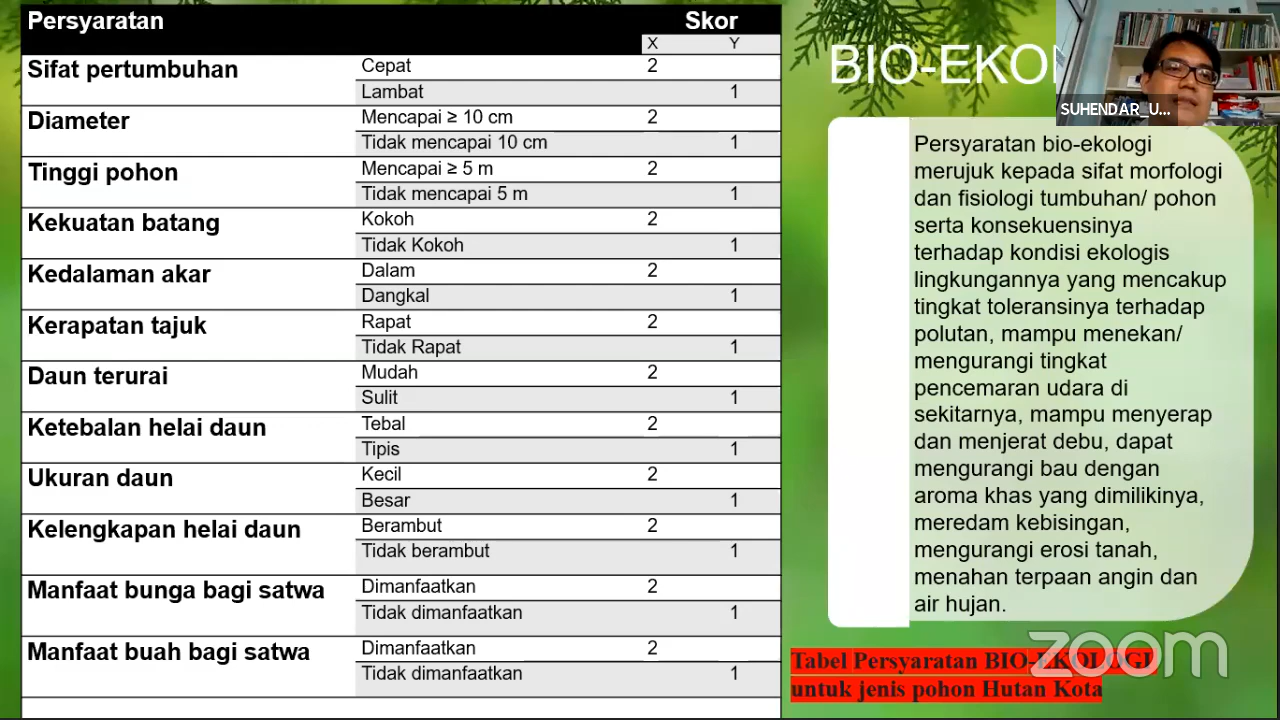 Persyaratan Skor
X Y
Sifat pertumbuhan Cepat 2
Lambat 1
Diameter Mencapai ≥ 10 cm 2
Tidak mencapai 10 cm 1
Tinggi pohon Mencapai ≥ 5 m 2
Tidak mencapai 5 m 1
Kekuatan batang Kokoh 2
Tidak Kokoh 1
Kedalaman akar Dalam 2
Dangkal 1
Kerapatan tajuk Rapat 2
Tidak Rapat 1
Daun terurai Mudah 2
Sulit 1
Ketebalan helai daun Tebal 2
Tipis 1
Ukuran daun Kecil 2
Besar 1
Kelengkapan helai daun Berambut 2
Tidak berambut 1
Manfaat bunga bagi satwa Dimanfaatkan 2
Tidak dimanfaatkan 1
Manfaat buah bagi satwa Dimanfaatkan 2
Tidak dimanfaatkan 1
SUHENDAR_U...
Persyaratan bio-ekologi
merujuk kepada sifat morfologi
dan fisiologi tumbuhan/ pohon
serta konsekuensinya
terhadap kondisi ekologis
lingkungannya yang mencakup
tingkat toleransinya terhadap
polutan, mampu menekan/
mengurangi tingkat
pencemaran udara di
sekitarnya, mampu menyerap
dan menjerat debu, dapat
mengurangi bau dengan
aroma khas yang dimilikinya,
meredam kebisingan,
mengurangi erosi tanah,
menahan terpaan angin dan
air hujan.
zoom
Tabel Persyaratan BIO-EKOLOGI
untuk jenis pohon Hutan Kota